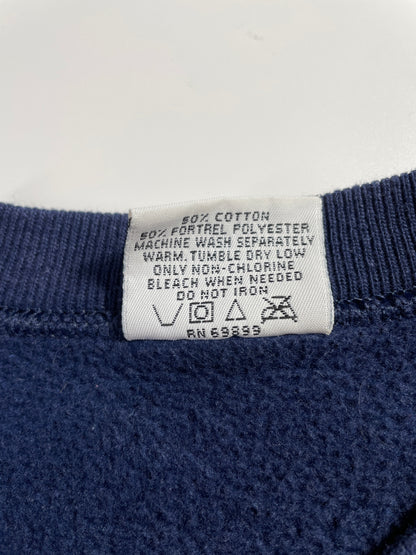 50% COTTON
50% FORTREL POLYESTER
MACHINE WASH SEPARATELY
WARM. TUMBLE DRY LOW
ONLY NON-CHLORINE
BLEACH WHEN NEEDED
DO NOT IRON
RN 69899